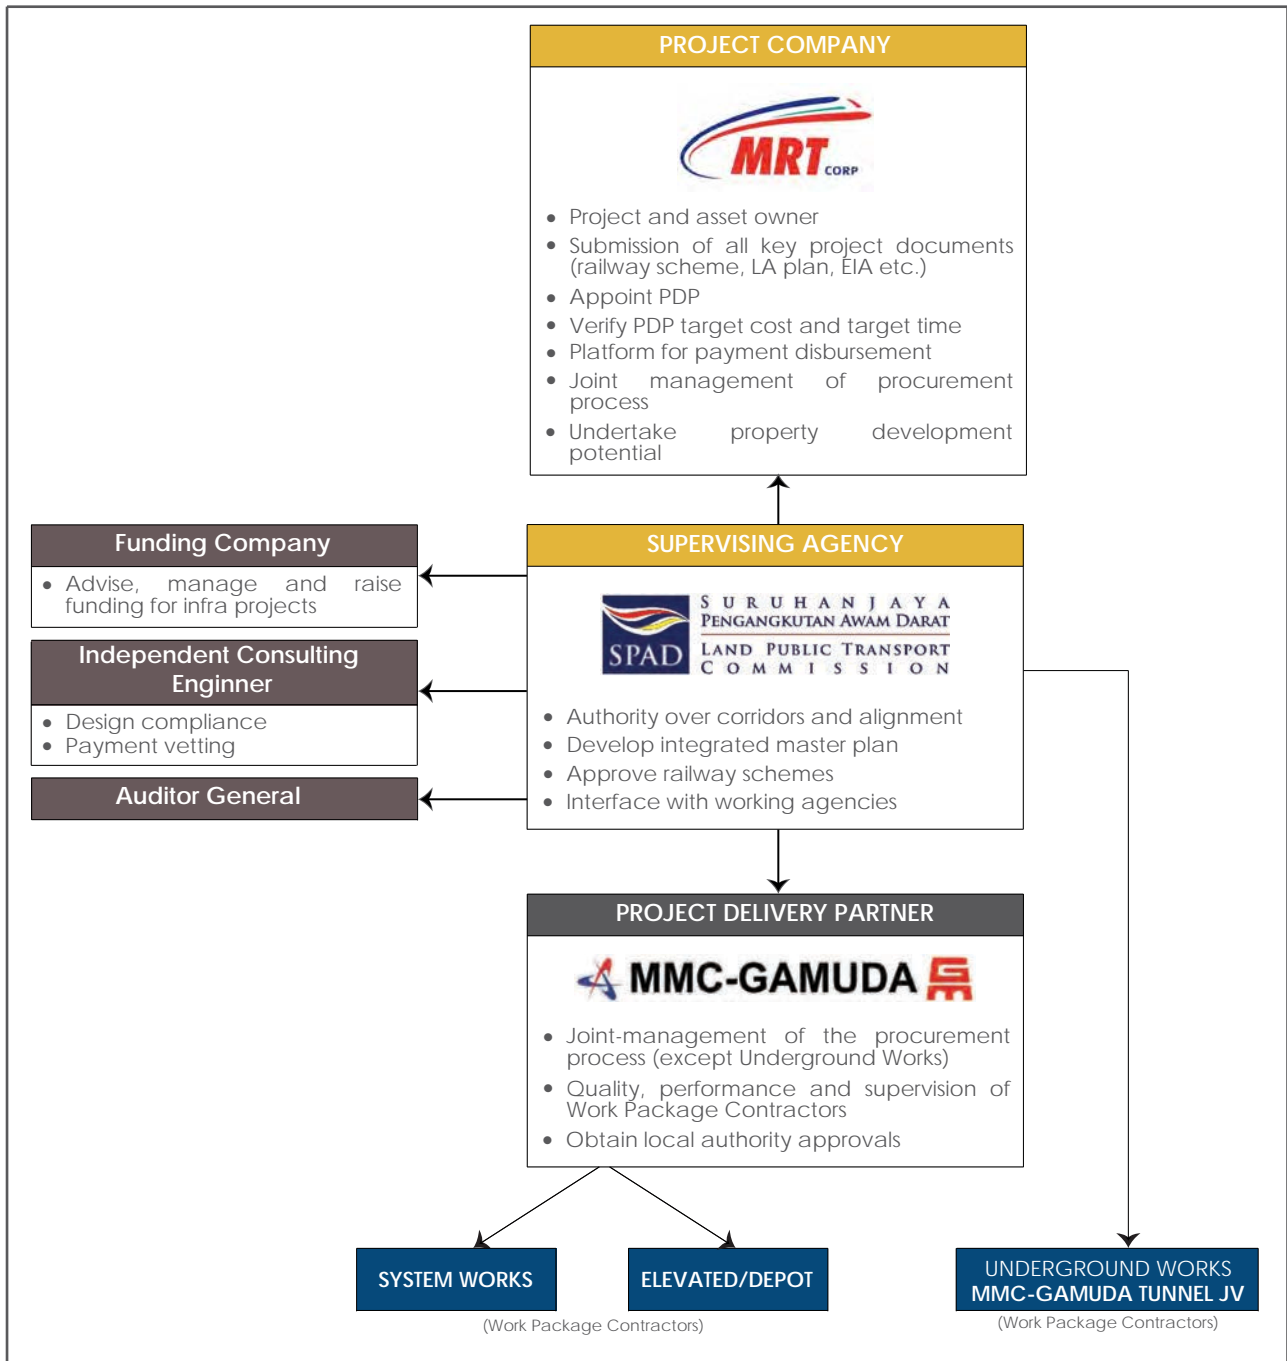 PROJECT COMPANY
MRT CORP
• Project and asset owner
• Submission of all key project documents
(railway scheme, LA plan, EIA etc.)
• Appoint PDP
• Verify PDP target cost and target time
• Platform for payment disbursement
• Joint management of procurement
process
• Undertake property development
potential
Funding Company
• Advise, manage and raise
funding for infra projects
Independent Consulting
Enginner
• Design compliance
• Payment vetting
Auditor General
SUPERVISING AGENCY
SPAD
SURUHANJAYA
PENGANGKUTAN AWAM DARAT
LAND PUBLIC TRANSPORT
COMMISSION
• Authority over corridors and alignment
• Develop integrated master plan
• Approve railway schemes
• Interface with working agencies
PROJECT DELIVERY PARTNER
MMC-GAMUDA
• Joint-management of the procurement
process (except Underground Works)
• Quality, performance and supervision of
Work Package Contractors
• Obtain local authority approvals
SYSTEM WORKS
ELEVATED/DEPOT
(Work Package Contractors)
UNDERGROUND WORKS
MMC-GAMUDA TUNNEL JV
(Work Package Contractors)